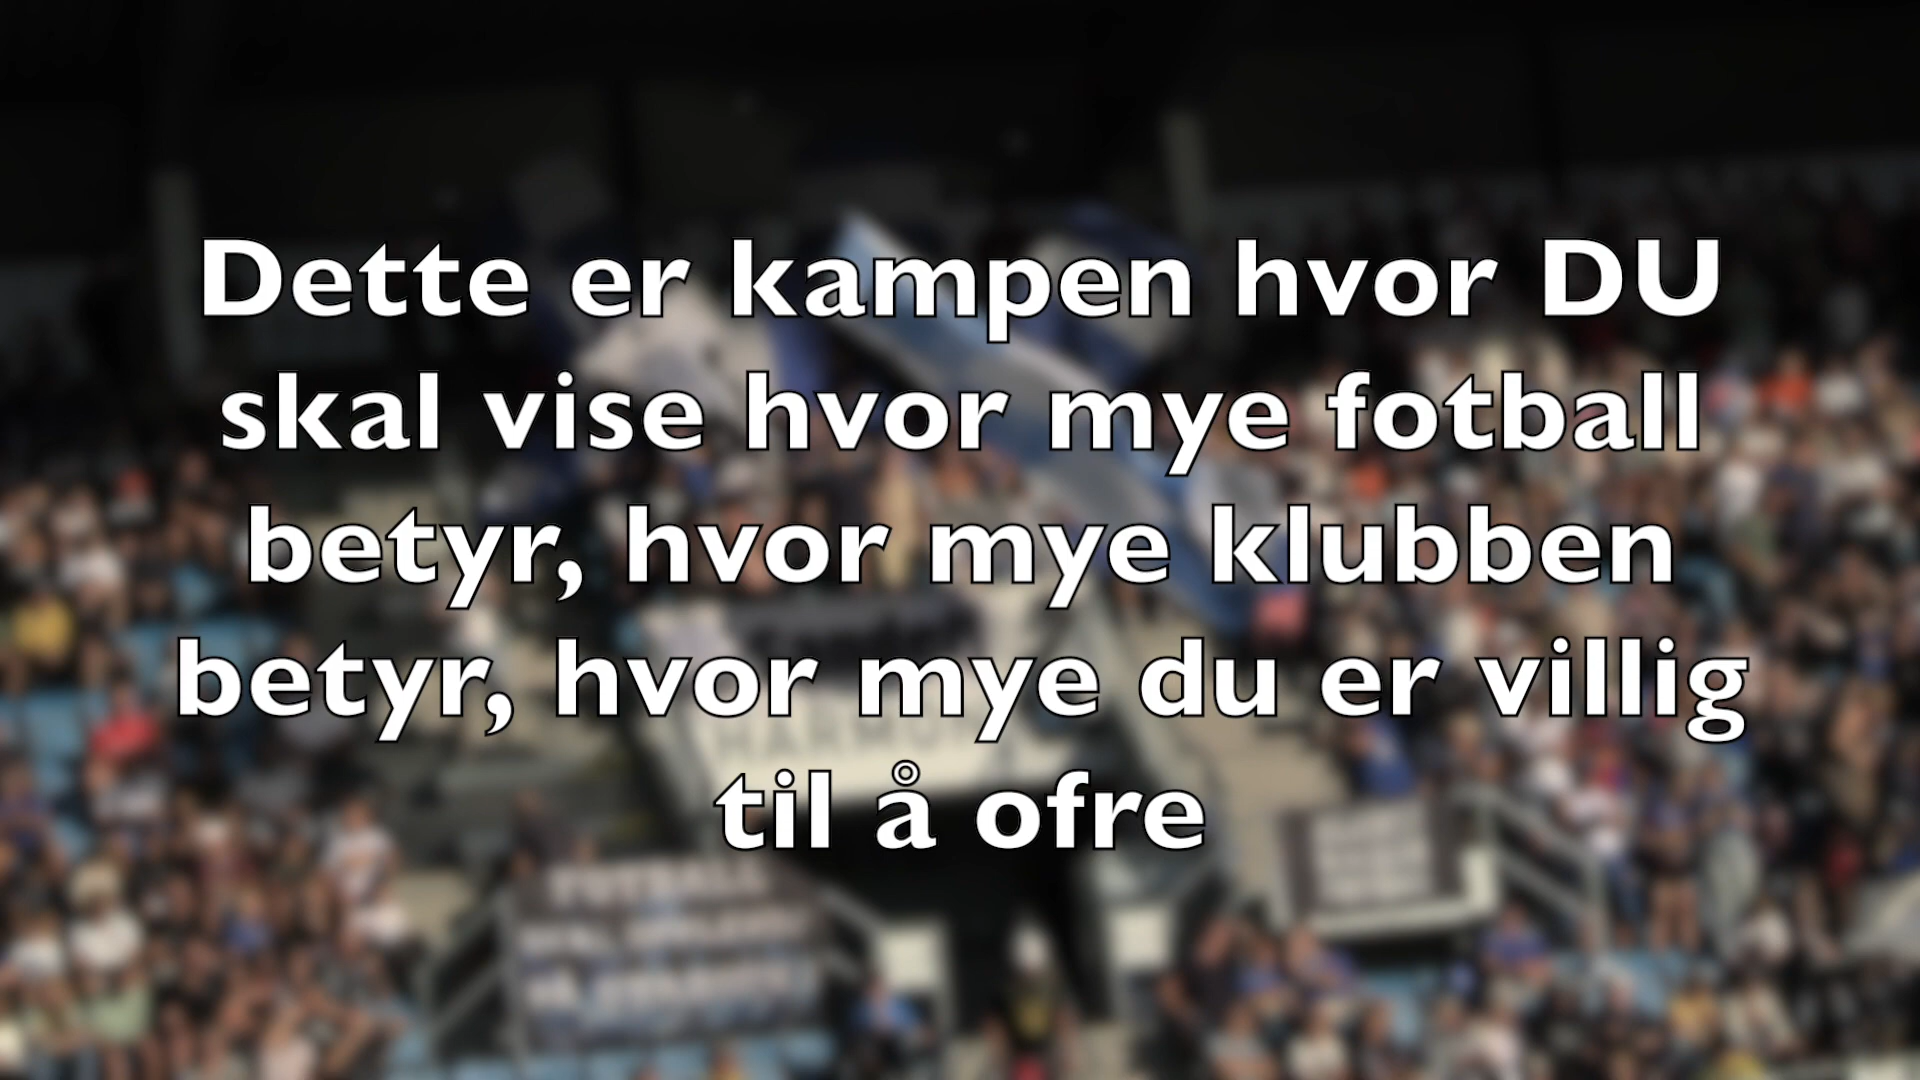 Dette er kampen hvor DU
skal vise hvor mye fotball
betyr, hvor mye klubben
betyr, hvor mye du er villig
til å ofre